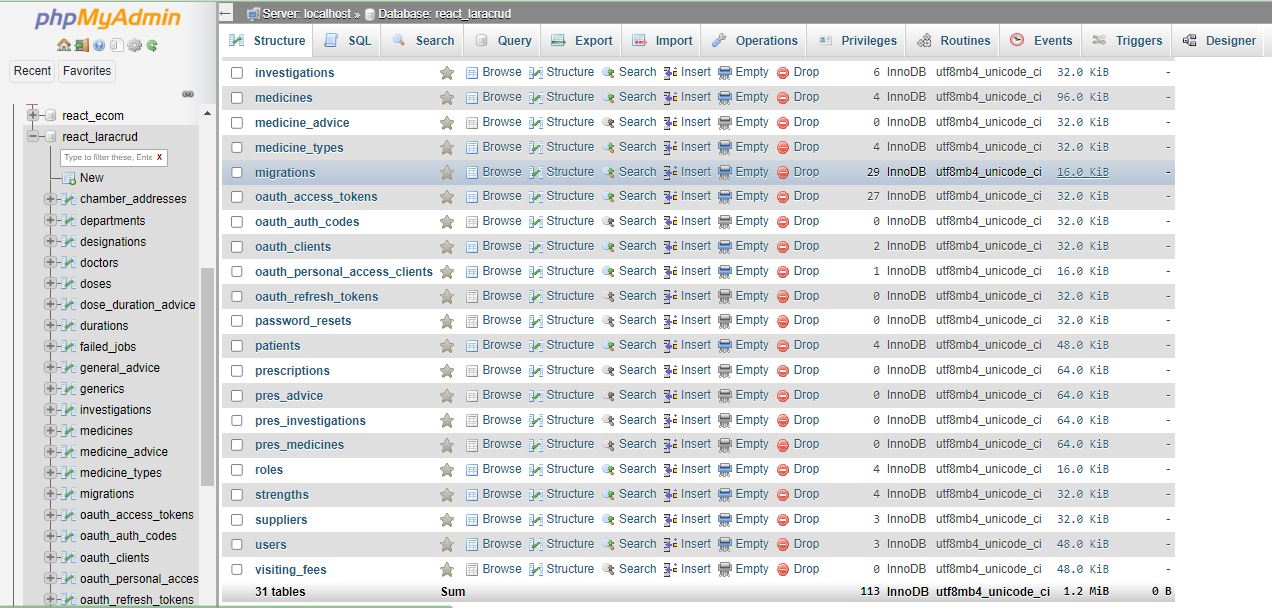 phpMyAdmin
Recent Favorites
react_ecom
react_laracrud
Type to filter these, Ente X
New
chamber_addresses
departments
designations
doctors
doses
dose_duration_advice
durations
failed_jobs
general_advice
generics
investigations
medicines
medicine_advice
medicine_types
migrations
oauth_access_tokens
oauth_auth_codes
oauth_clients
oauth_personal_acces
oauth_refresh_tokens
Server: localhost » Database: react_laracrud
Structure SQL Search Query Export Import Operations Privileges Routines Events Triggers Designer
investigations Browse Structure Search Insert Empty Drop 6 InnoDB utf8mb4_unicode_ci 32.0 KiB -
medicines Browse Structure Search Insert Empty Drop 4 InnoDB utf8mb4_unicode_ci 96.0 KiB -
medicine_advice Browse Structure Search Insert Empty Drop 0 InnoDB utf8mb4_unicode_ci 32.0 KiB -
medicine_types Browse Structure Search Insert Empty Drop 4 InnoDB utf8mb4_unicode_ci 32.0 KiB -
migrations Browse Structure Search Insert Empty Drop 29 InnoDB utf8mb4_unicode_ci 16.0 KiB -
oauth_access_tokens Browse Structure Search Insert Empty Drop 27 InnoDB utf8mb4_unicode_ci 32.0 KiB -
oauth_auth_codes Browse Structure Search Insert Empty Drop 0 InnoDB utf8mb4_unicode_ci 32.0 KiB -
oauth_clients Browse Structure Search Insert Empty Drop 2 InnoDB utf8mb4_unicode_ci 32.0 KiB -
oauth_personal_access_clients Browse Structure Search Insert Empty Drop 1 InnoDB utf8mb4_unicode_ci 16.0 KiB -
oauth_refresh_tokens Browse Structure Search Insert Empty Drop 0 InnoDB utf8mb4_unicode_ci 32.0 KiB -
password_resets Browse Structure Search Insert Empty Drop 0 InnoDB utf8mb4_unicode_ci 32.0 KiB -
patients Browse Structure Search Insert Empty Drop 4 InnoDB utf8mb4_unicode_ci 48.0 KiB -
prescriptions Browse Structure Search Insert Empty Drop 0 InnoDB utf8mb4_unicode_ci 64.0 KiB -
pres_advice Browse Structure Search Insert Empty Drop 0 InnoDB utf8mb4_unicode_ci 64.0 KiB -
pres_investigations Browse Structure Search Insert Empty Drop 0 InnoDB utf8mb4_unicode_ci 64.0 KiB -
pres_medicines Browse Structure Search Insert Empty Drop 0 InnoDB utf8mb4_unicode_ci 64.0 KiB -
roles Browse Structure Search Insert Empty Drop 4 InnoDB utf8mb4_unicode_ci 16.0 KiB -
strengths Browse Structure Search Insert Empty Drop 4 InnoDB utf8mb4_unicode_ci 32.0 KiB -
suppliers Browse Structure Search Insert Empty Drop 3 InnoDB utf8mb4_unicode_ci 32.0 KiB -
users Browse Structure Search Insert Empty Drop 3 InnoDB utf8mb4_unicode_ci 48.0 KiB -
visiting_fees Browse Structure Search Insert Empty Drop 0 InnoDB utf8mb4_unicode_ci 48.0 KiB -
31 tables Sum 113 InnoDB utf8mb4_unicode_ci 1.2 MiB 0 B